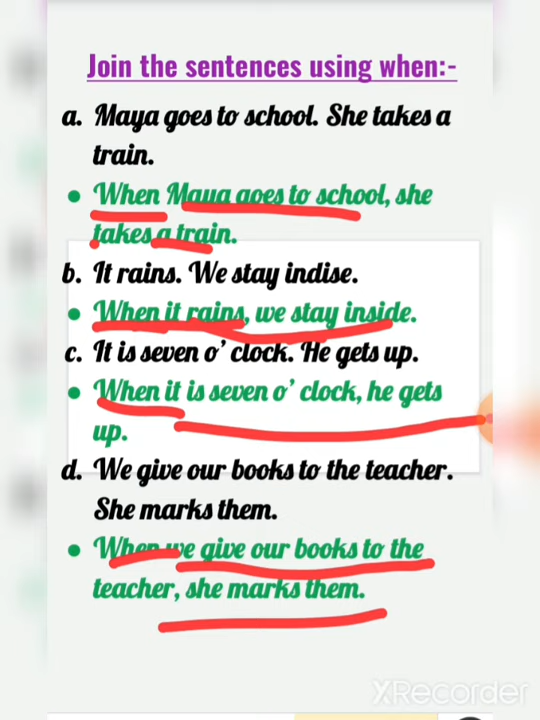 Join the sentences using when:-
a. Maya goes to school. She takes a
train.
• When Maya goes to school, she
takes a train.
b. It rains. We stay indise.
• When it rains, we stay inside.
c. It is seven o' clock. He gets up.
• When it is seven o' clock, he gets
up.
d. We give our books to the teacher.
She marks them.
• When we give our books to the
teacher, she marks them.
XRecorder